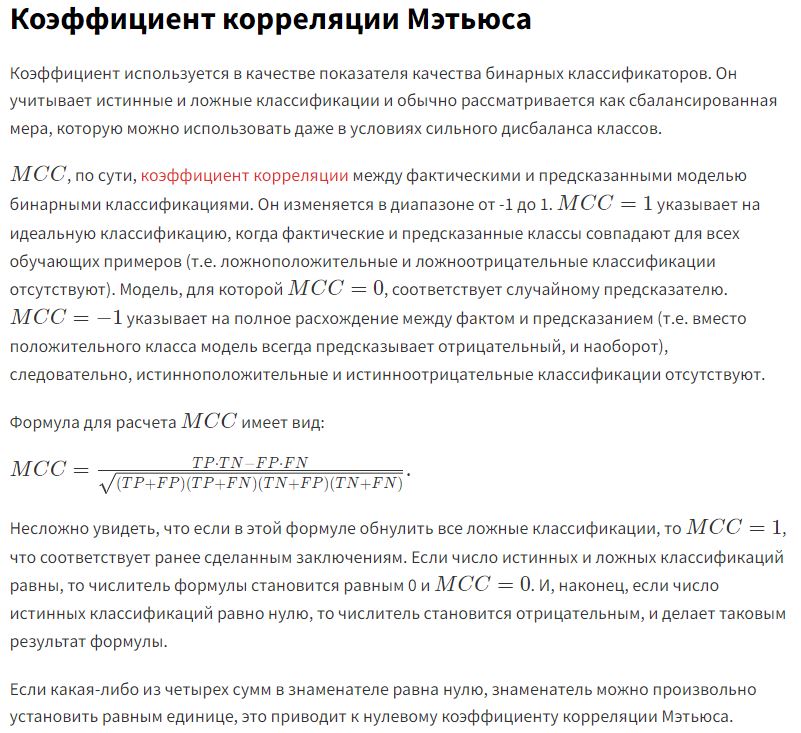 Коэффициент корреляции Мэтьюса
Коэффициент используется в качестве показателя качества бинарных классификаторов. Он
учитывает истинные и ложные классификации и обычно рассматривается как сбалансированная
мера, которую можно использовать даже в условиях сильного дисбаланса классов.
MCC, по сути, коэффициент корреляции между фактическими и предсказанными моделью
бинарными классификациями. Он изменяется в диапазоне от -1 до 1. MCC = 1 указывает на
идеальную классификацию, когда фактические и предсказанные классы совпадают для всех
обучающих примеров (т.е. ложноположительные и ложноотрицательные классификации
отсутствуют). Модель, для которой MCC = 0, соответствует случайному предсказателю.
MCC = −1 указывает на полное расхождение между фактом и предсказанием (т.е. вместо
положительного класса модель всегда предсказывает отрицательный, и наоборот),
следовательно, истинноположительные и истинноотрицательные классификации отсутствуют.
Формула для расчета MCC имеет вид:
MCC = TP·TN−FP·FN / √(TP+FP)(TP+FN)(TN+FP)(TN+FN).
Несложно увидеть, что если в этой формуле обнулить все ложные классификации, то MCC = 1,
что соответствует ранее сделанным заключениям. Если число истинных и ложных классификаций
равны, то числитель формулы становится равным 0 и MCC = 0. И, наконец, если число
истинных классификаций равно нулю, то числитель становится отрицательным, и делает таковым
результат формулы.
Если какая-либо из четырех сумм в знаменателе равна нулю, знаменатель можно произвольно
установить равным единице, это приводит к нулевому коэффициенту корреляции Мэтьюса.